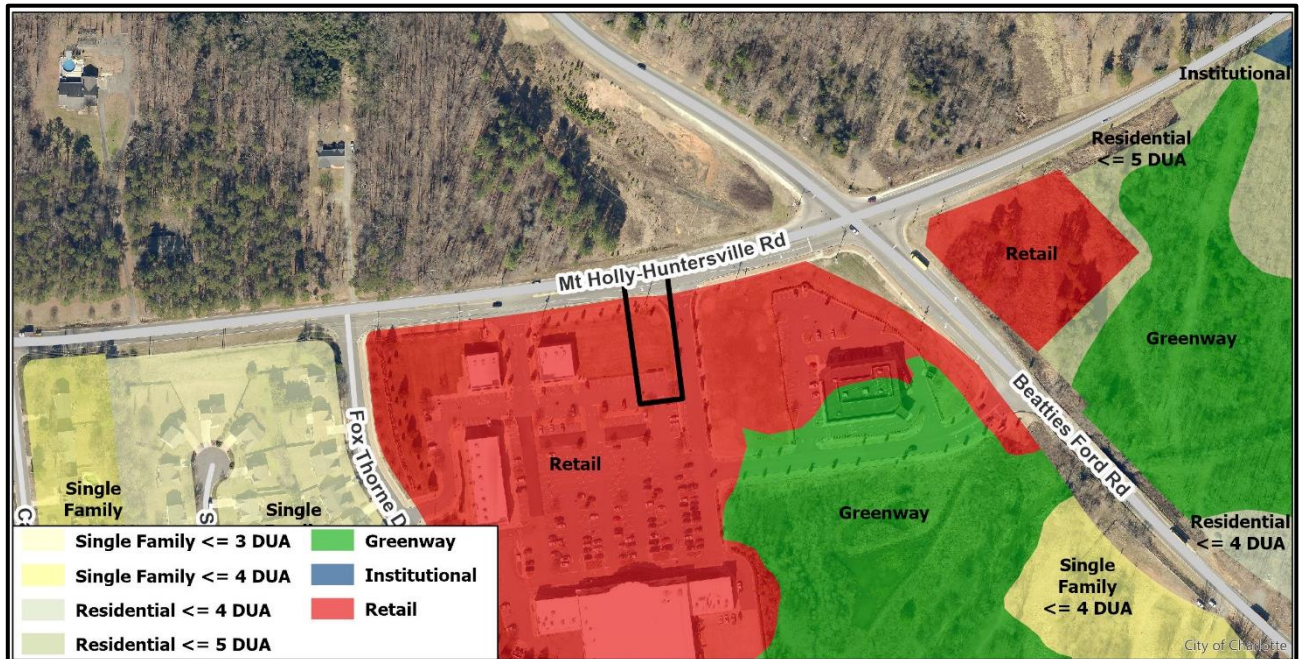 Institutional
Residential
<= 5 DUA
Mt Holly-Huntersville Rd
Retail
Greenway
Beatties Ford Rd
Fox Thorne D
Retail
Greenway
Single
Family
S
Single
C
Residential
<= 4 DUA
Single
Family
<= 4 DUA
Single Family <= 3 DUA
Single Family <= 4 DUA
Residential <= 4 DUA
Residential <= 5 DUA
Greenway
Institutional
Retail
City of Charlotte